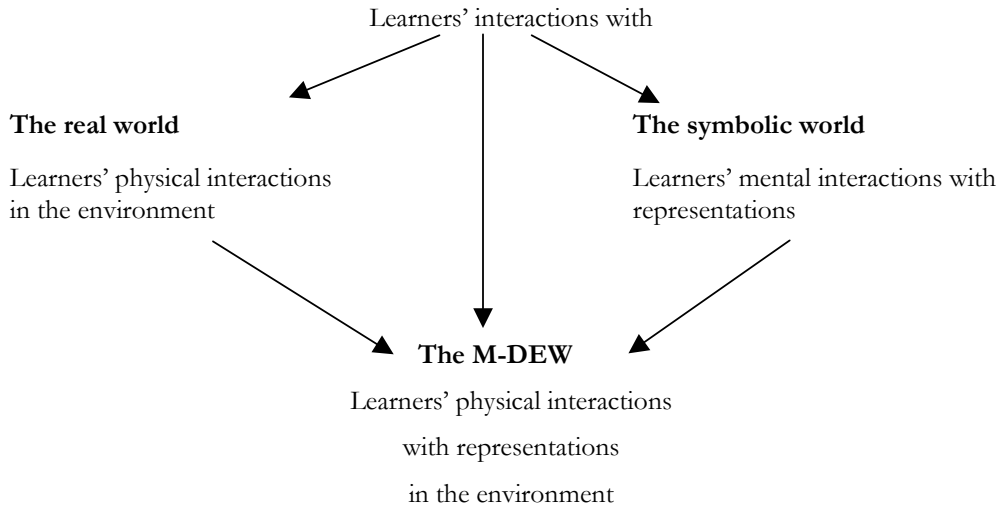 Learners’ interactions with
The real world
Learners’ physical interactions
in the environment
The symbolic world
Learners’ mental interactions with
representations
The M-DEW
Learners’ physical interactions
with representations
in the environment